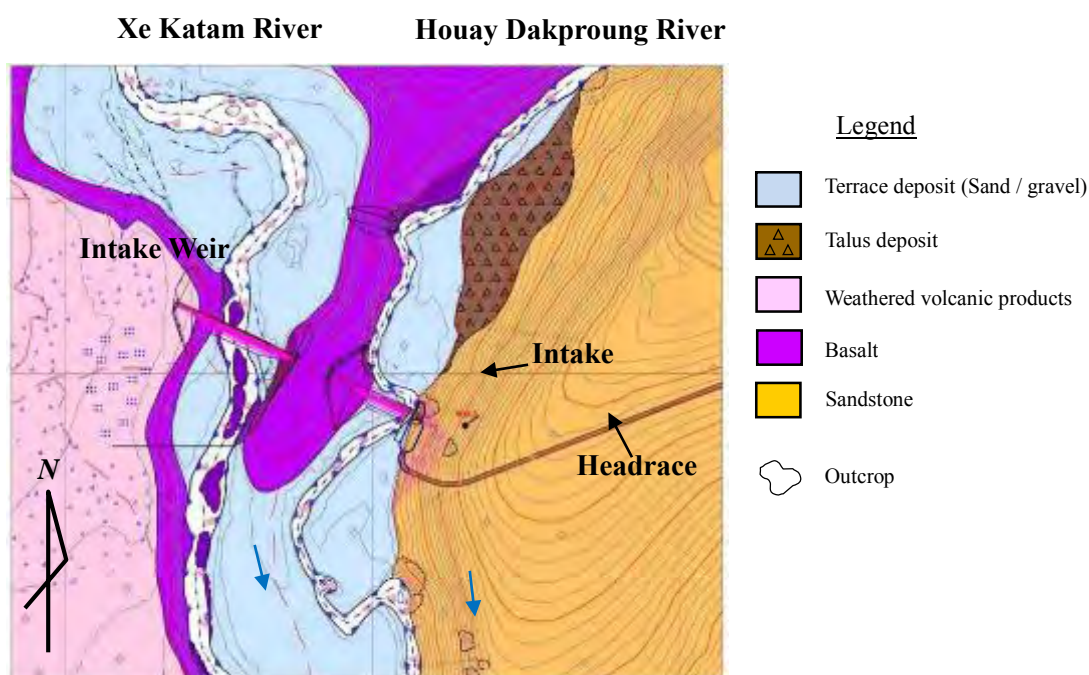 Xe Katam River
Houay Dakproung River
Legend
Terrace deposit (Sand / gravel)
Talus deposit
Weathered volcanic products
Basalt
Sandstone
Outcrop
Intake Weir
Intake
Headrace
N